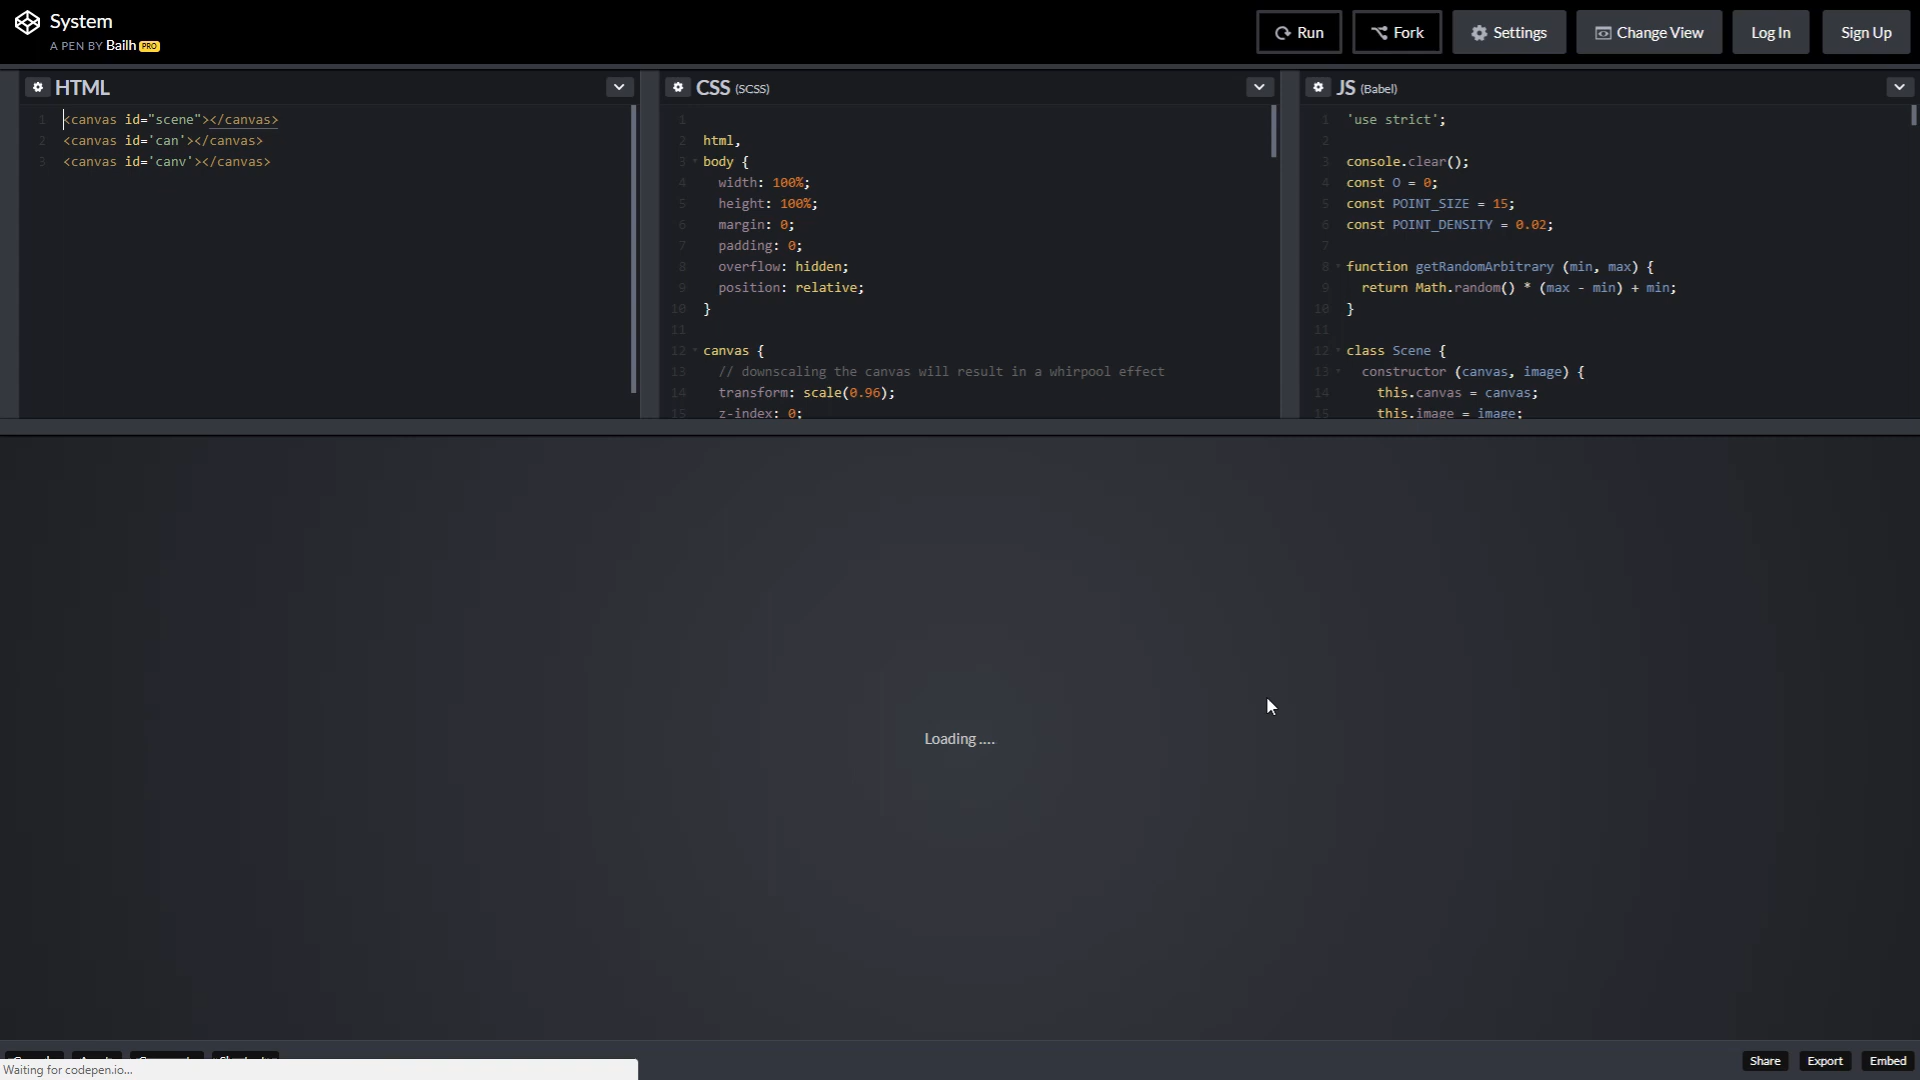 System
A PEN BY Bailh PRO
Run
Fork
Settings
Change View
Log In
Sign Up
HTML
1 <canvas id="scene"></canvas>
2 <canvas id='can'></canvas>
3 <canvas id='canv'></canvas>
CSS (SCSS)
1
2 html,
3 body {
4 width: 100%;
5 height: 100%;
6 margin: 0;
7 padding: 0;
8 overflow: hidden;
9 position: relative;
10 }
11
12 canvas {
13 // downscaling the canvas will result in a whirpool effect
14 transform: scale(0.96);
15 z-index: 0;
JS (Babel)
1 'use strict';
2
3 console.clear();
4 const O = 0;
5 const POINT_SIZE = 15;
6 const POINT_DENSITY = 0.02;
7
8 function getRandomArbitrary (min, max) {
9 return Math.random() * (max - min) + min;
10 }
11
12 class Scene {
13 constructor (canvas, image) {
14 this.canvas = canvas;
15 this.image = image;
Loading ....
Waiting for codepen.io...
Share
Export
Embed